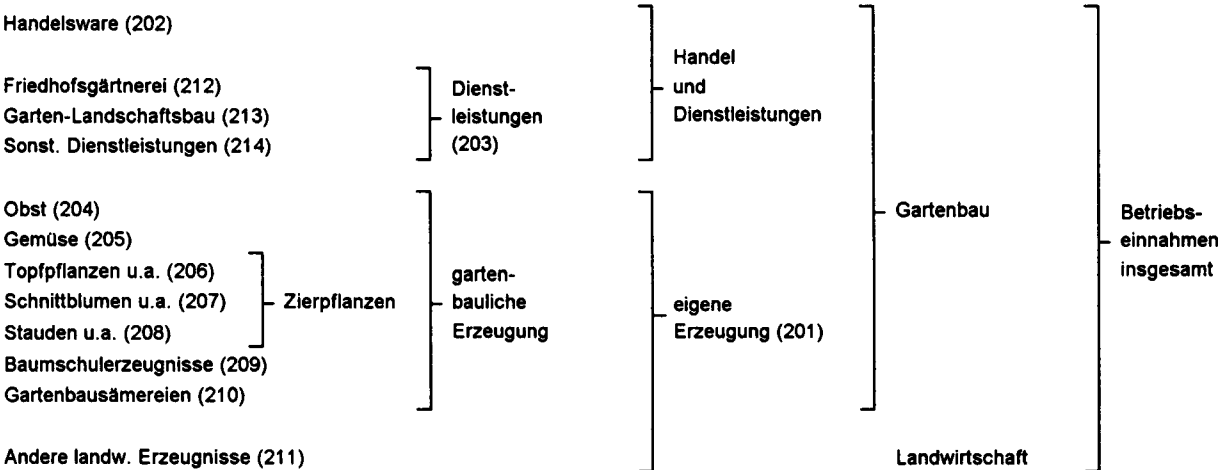 Handelsware (202)
Friedhofsgärtnerei (212)
Garten-Landschaftsbau (213)
Sonst. Dienstleistungen (214)
Dienst-
leistungen
(203)
Handel
und
Dienstleistungen
Obst (204)
Gemüse (205)
Topfpflanzen u.a. (206)
Schnittblumen u.a. (207)
Stauden u.a. (208)
Baumschulerzeugnisse (209)
Gartenbausämereien (210)
Zierpflanzen
garten-
bauliche
Erzeugung
eigene
Erzeugung (201)
Gartenbau
Betriebs-
einnahmen
insgesamt
Andere landw. Erzeugnisse (211)
Landwirtschaft